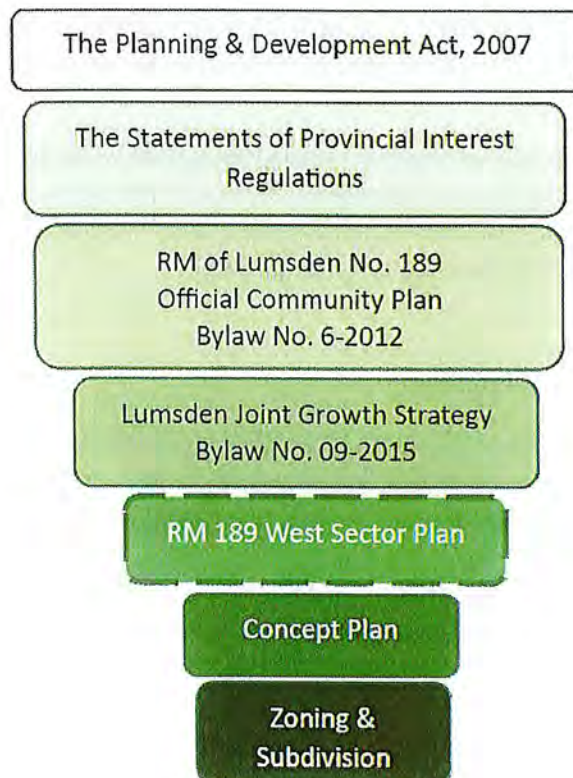 The Planning & Development Act, 2007
The Statements of Provincial Interest
Regulations
RM of Lumsden No. 189
Official Community Plan
Bylaw No. 6-2012
Lumsden Joint Growth Strategy
Bylaw No. 09-2015
RM 189 West Sector Plan
Concept Plan
Zoning &
Subdivision